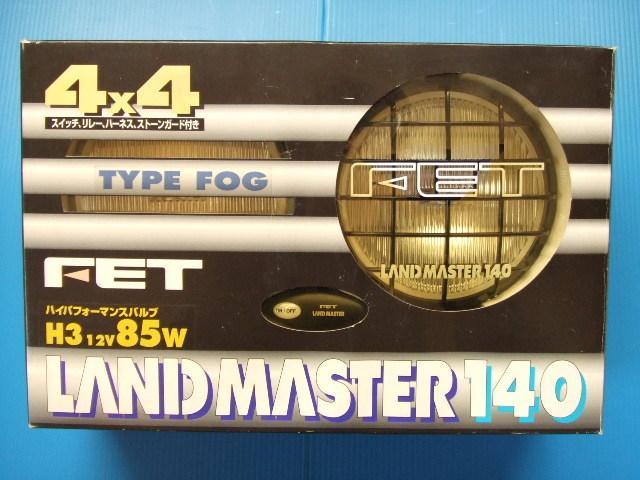 4x4
スイッチ、リレー、ハーネス、ストーンガード付き
TYPE FOG
FET
LAND MASTER 140
FET
ハイパフォーマンスバルブ
H3 12V 85W
ON/OFF
FET
LAND MASTER
LAND MASTER 140